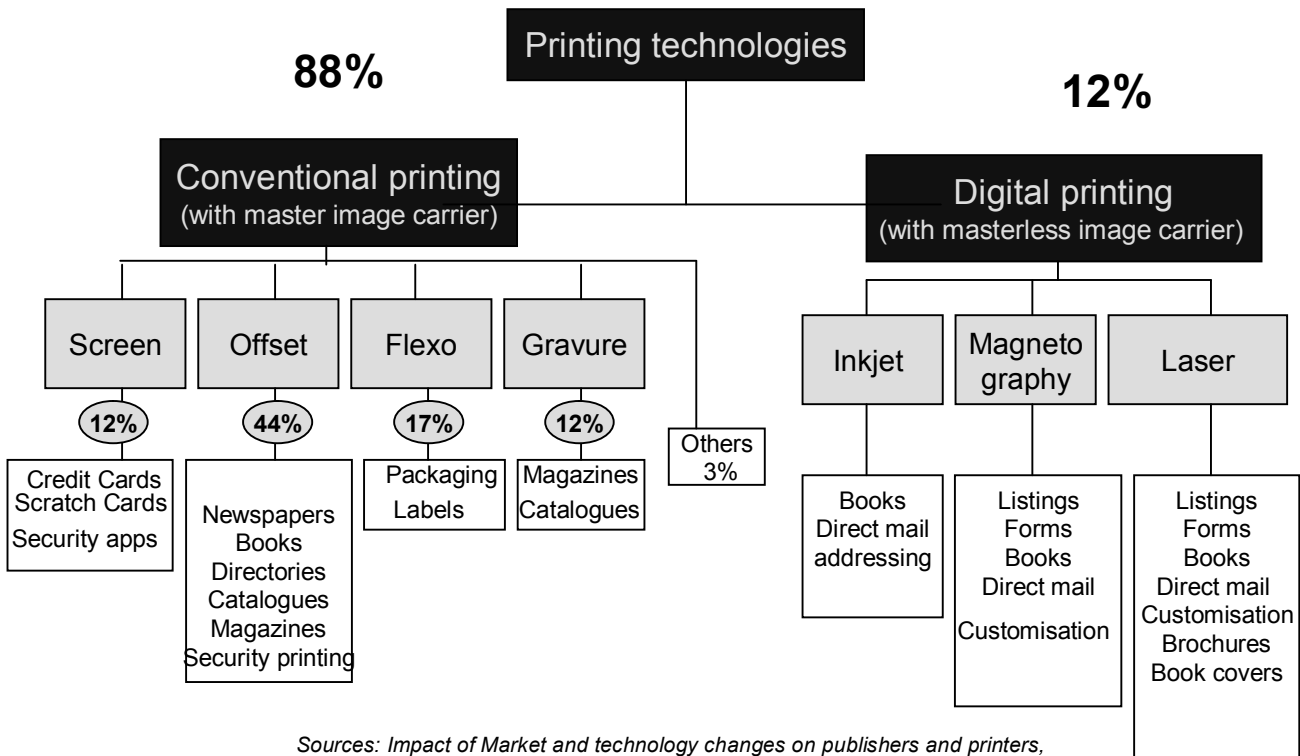 Printing technologies
88%
12%
Conventional printing
(with master image carrier)
Digital printing
(with masterless image carrier)
Screen
Offset
Flexo
Gravure
Inkjet
Magneto
graphy
Laser
12%
44%
17%
12%
Others
3%
Credit Cards
Scratch Cards
Security apps
Newspapers
Books
Directories
Catalogues
Magazines
Security printing
Packaging
Labels
Magazines
Catalogues
Books
Direct mail
addressing
Listings
Forms
Books
Direct mail
Customisation
Listings
Forms
Books
Direct mail
Customisation
Brochures
Book covers
Sources: Impact of Market and technology changes on publishers and printers,